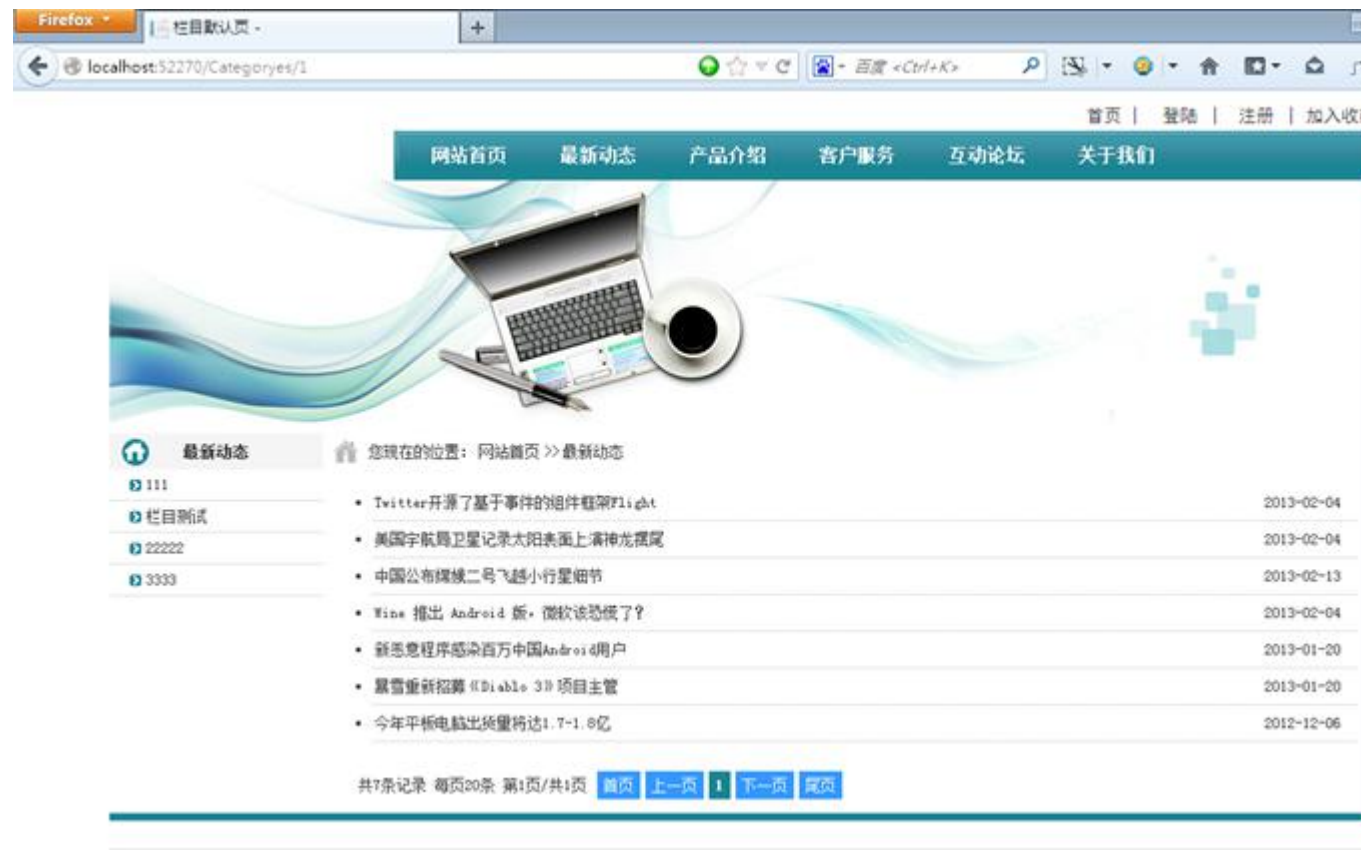 Firefox
栏目默认页 -
+
localhost:52270/Categoryes/1
百度 <Ctrl+K>
首页 | 登陆 | 注册 | 加入收
网站首页 最新动态 产品介绍 客户服务 互动论坛 关于我们
最新动态
111
栏目测试
22222
3333
您现在的位置: 网站首页 >> 最新动态
• Twitter开源了基于事件的组件框架Flight 2013-02-04
• 美国宇航局卫星记录太阳表面上演神龙摆尾 2013-02-04
• 中国公布嫦娥二号飞越小行星细节 2013-02-13
• Wine 推出 Android 版,微软该恐慌了? 2013-02-04
• 新恶意程序感染百万中国Android用户 2013-01-20
• 暴雪重新招募《Diablo 3》项目主管 2013-01-20
• 今年平板电脑出货量将达1.7-1.8亿 2012-12-06
共7条记录 每页20条 第1页/共1页 首页 上一页 1 下一页 尾页